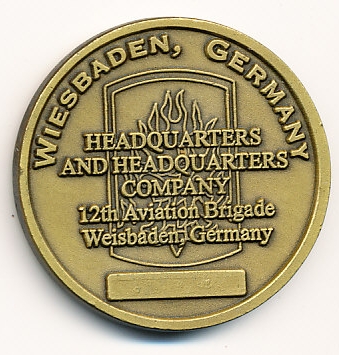 WIESBADEN, GERMANY
HEADQUARTERS
AND HEADQUARTERS
COMPANY
12th Aviation Brigade
Weisbaden, Germany